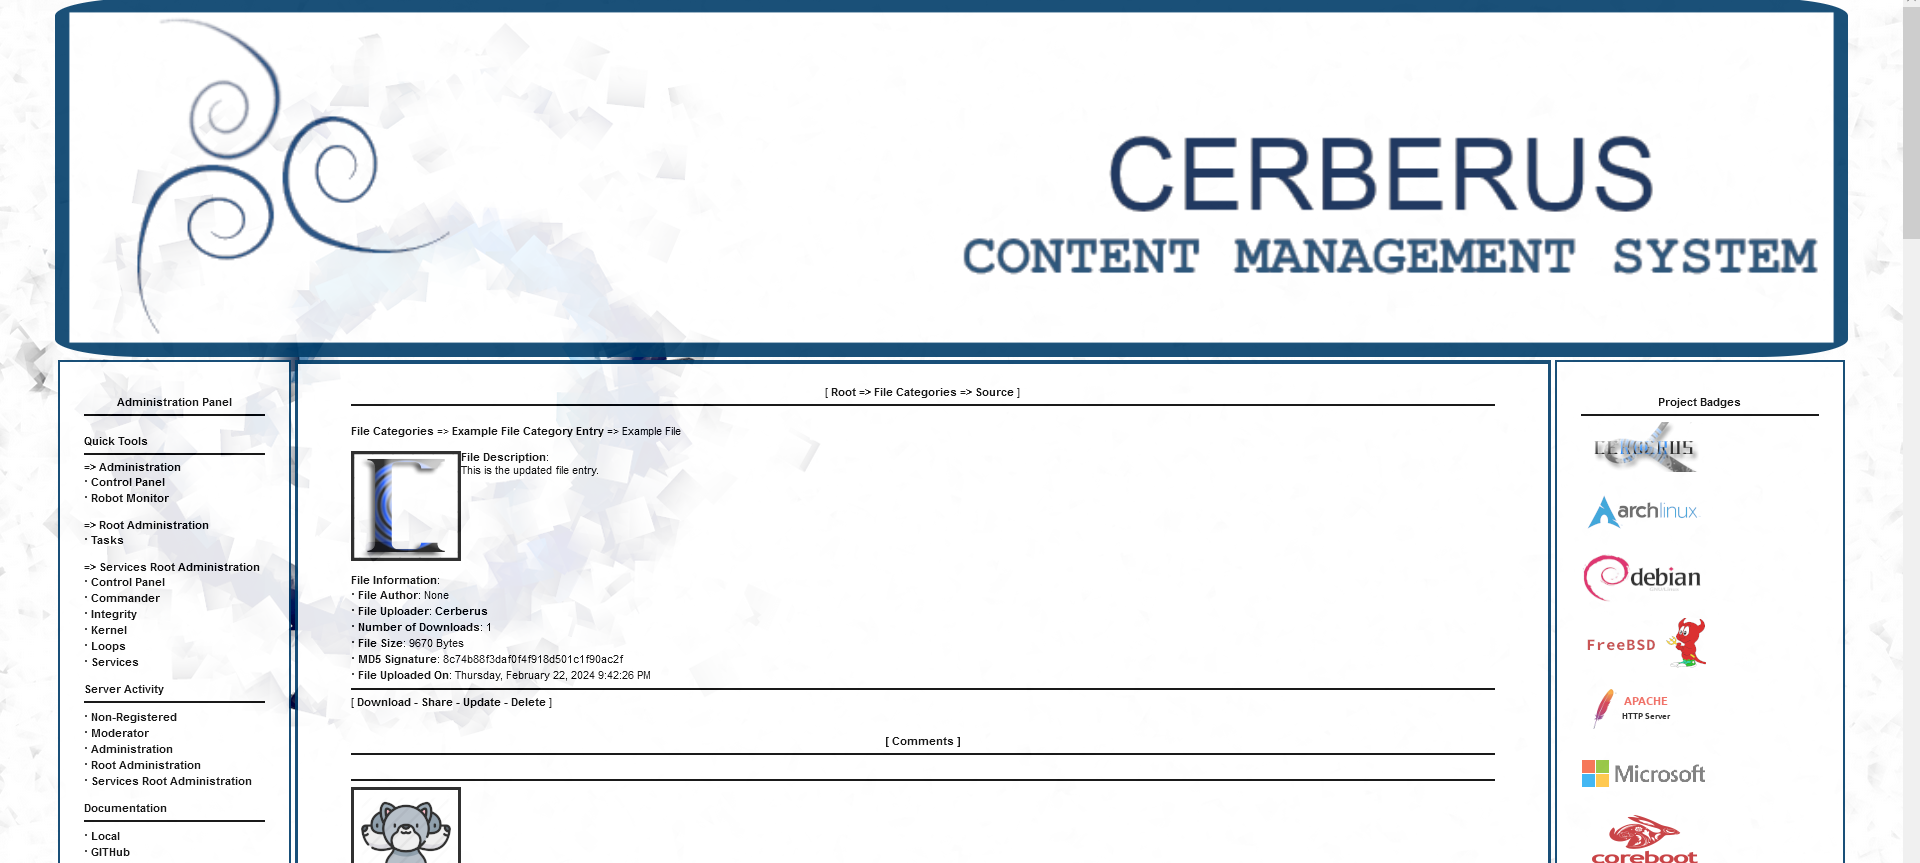 CERBERUS
CONTENT MANAGEMENT SYSTEM
Administration Panel
Quick Tools
=> Administration
· Control Panel
· Robot Monitor
=> Root Administration
· Tasks
=> Services Root Administration
· Control Panel
· Commander
· Integrity
· Kernel
· Loops
· Services
Server Activity
· Non-Registered
· Moderator
· Administration
· Root Administration
· Services Root Administration
Documentation
· Local
· GITHub
[ Root => File Categories => Source ]
File Categories => Example File Category Entry => Example File
File Description:
This is the updated file entry.
File Information:
· File Author: None
· File Uploader: Cerberus
· Number of Downloads: 1
· File Size: 9670 Bytes
· MD5 Signature: 8c74b88f3daf0f4f918d501c1f90ac2f
· File Uploaded On: Thursday, February 22, 2024 9:42:26 PM
[ Download - Share - Update - Delete ]
[ Comments ]
Project Badges
CERBERUS
archlinux
debian
FreeBSD
APACHE
HTTP Server
Microsoft
coreboot